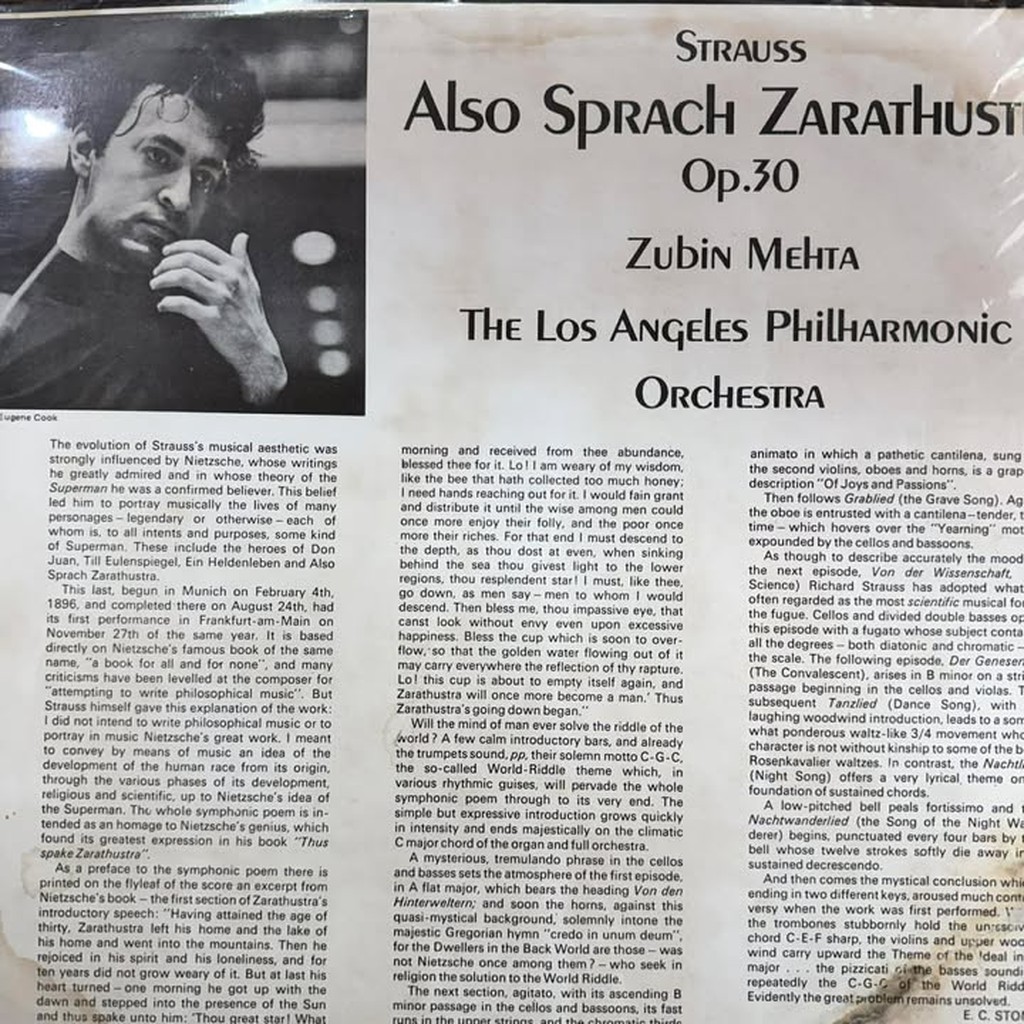 STRAUSS
ALSO SPRACH ZARATHUST
Op.30
ZUBIN MEHTA
THE LOS ANGELES PHILHARMONIC
ORCHESTRA
Eugene Cook
The evolution of Strauss's musical aesthetic was
strongly influenced by Nietzsche, whose writings
he greatly admired and in whose theory of the
Superman he was a confirmed believer. This belief
led him to portray musically the lives of many
personages – legendary or otherwise – each of
whom is, to all intents and purposes, some kind
of Superman. These include the heroes of Don
Juan, Till Eulenspiegel, Ein Heldenleben and Also
Sprach Zarathustra.
This last, begun in Munich on February 4th,
1896, and completed there on August 24th, had
its first performance in Frankfurt-am-Main on
November 27th of the same year. It is based
directly on Nietzsche's famous book of the same
name, "a book for all and for none", and many
criticisms have been levelled at the composer for
"attempting to write philosophical music". But
Strauss himself gave this explanation of the work:
I did not intend to write philosophical music or to
portray in music Nietzsche's great work. I meant
to convey by means of music an idea of the
development of the human race from its origin,
through the various phases of its development,
religious and scientific, up to Nietzsche's idea of
the Superman. The whole symphonic poem is in-
tended as an homage to Nietzsche's genius, which
found its greatest expression in his book "Thus
spake Zarathustra".
As a preface to the symphonic poem there is
printed on the flyleaf of the score an excerpt from
Nietzsche's book – the first section of Zarathustra's
introductory speech: "Having attained the age of
thirty, Zarathustra left his home and the lake of
his home and went into the mountains. Then he
rejoiced in his spirit and his loneliness, and for
ten years did not grow weary of it. But at last his
heart turned – one morning he got up with the
dawn and stepped into the presence of the Sun
and thus spake unto him: 'Thou great star! What
morning and received from thee abundance,
blessed thee for it. Lo! I am weary of my wisdom,
like the bee that hath collected too much honey;
I need hands reaching out for it. I would fain grant
and distribute it until the wise among men could
once more enjoy their folly, and the poor once
more their riches. For that end I must descend to
the depth, as thou dost at even, when sinking
behind the sea thou givest light to the lower
regions, thou resplendent star! I must, like thee,
go down, as men say – men to whom I would
descend. Then bless me, thou impassive eye, that
canst look without envy even upon excessive
happiness. Bless the cup which is soon to over-
flow, so that the golden water flowing out of it
may carry everywhere the reflection of thy rapture.
Lo! this cup is about to empty itself again, and
Zarathustra will once more become a man.' Thus
Zarathustra's going down began."
Will the mind of man ever solve the riddle of the
world? A few calm introductory bars, and already
the trumpets sound, pp, their solemn motto C-G-C,
the so-called World-Riddle theme which, in
various rhythmic guises, will pervade the whole
symphonic poem through to its very end. The
simple but expressive introduction grows quickly
in intensity and ends majestically on the climatic
C major chord of the organ and full orchestra.
A mysterious, tremulando phrase in the cellos
and basses sets the atmosphere of the first episode,
in A flat major, which bears the heading Von den
Hinterweltern; and soon the horns, against this
quasi-mystical background, solemnly intone the
majestic Gregorian hymn "credo in unum deum",
for the Dwellers in the Back World are those – was
not Nietzsche once among them? – who seek in
religion the solution to the World Riddle.
The next section, agitato, with its ascending B
minor passage in the cellos and bassoons, its fast
runs in the upper strings, and the chromatic thirds
animato in which a pathetic cantilena, sung
the second violins, oboes and horns, is a grap
description "Of Joys and Passions".
Then follows Grablied (the Grave Song). Ag
the oboe is entrusted with a cantilena – tender, t
time – which hovers over the "Yearning" mot
expounded by the cellos and bassoons.
As though to describe accurately the mood
the next episode, Von der Wissenschaft,
Science) Richard Strauss has adopted what
often regarded as the most scientific musical fo
the fugue. Cellos and divided double basses op
this episode with a fugato whose subject conta
all the degrees – both diatonic and chromatic –
the scale. The following episode, Der Genesen
(The Convalescent), arises in B minor on a stri
passage beginning in the cellos and violas. T
subsequent Tanzlied (Dance Song), with
laughing woodwind introduction, leads to a som
what ponderous waltz-like 3/4 movement who
character is not without kinship to some of the b
Rosenkavalier waltzes. In contrast, the Nachtl
(Night Song) offers a very lyrical theme on
foundation of sustained chords.
A low-pitched bell peals fortissimo and t
Nachtwanderlied (the Song of the Night Wa
derer) begins, punctuated every four bars by t
bell whose twelve strokes softly die away in
sustained decrescendo.
And then comes the mystical conclusion whi
ending in two different keys, aroused much cont
versy when the work was first performed.
the trombones stubbornly hold the
chord C-E-F sharp, the violins and upper woo
wind carry upward the Theme of the Ideal in
major . . . the pizzicati of the basses soundi
repeatedly the C-G-C of the World Ridd
Evidently the great problem remains unsolved.
E. C. STO